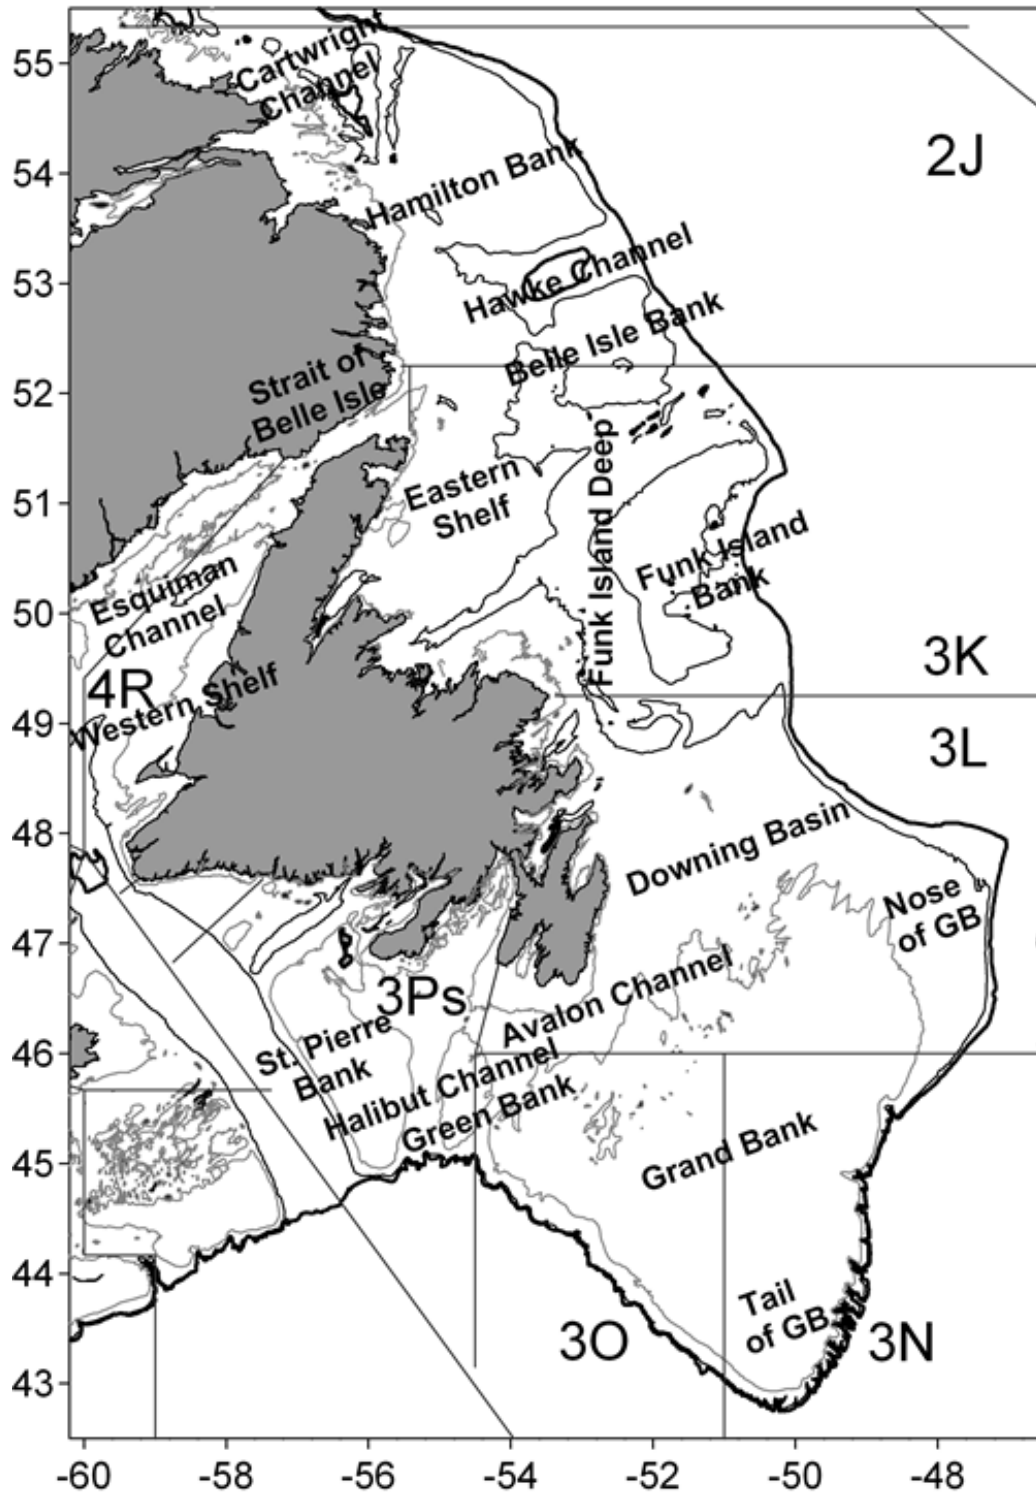 55
54
53
52
51
50
49
48
47
46
45
44
43
Cartwright
Channel
Hamilton Bank
2J
Hawke Channel
Belle Isle Bank
Strait of
Belle Isle
Eastern
Shelf
Funk Island Deep
Funk Island
Bank
Esquiman
Channel
4R
Western Shelf
3K
3L
Downing Basin
Nose
of GB
3Ps
Avalon Channel
St. Pierre
Bank
Halibut Channel
Green Bank
Grand Bank
Tail
of GB
3O
3N
-60 -58 -56 -54 -52 -50 -48